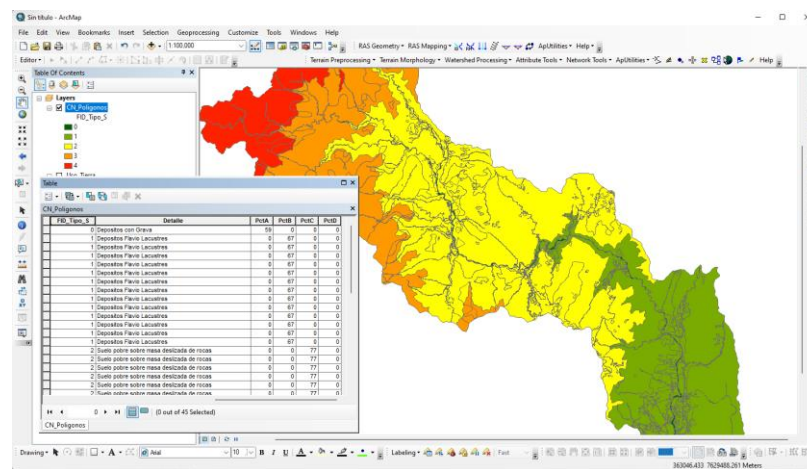 Sin título - ArcMap
File Edit View Bookmarks Insert Selection Geoprocessing Customize Tools Windows Help
1:100.000 RAS Geometry RAS Mapping ApUtilities Help
Editor Terrain Preprocessing Terrain Morphology Watershed Processing Attribute Tools Network Tools ApUtilities Help
Table Of Contents
Layers
CN_Poligonos
FID_Tipo_S
0
1
2
3
4
Table
CN_Poligonos
FID_Tipo_S Detalle PctA PctB PctC PctD
0 Depositos con Grava 59 0 0 0
1 Depositos Flavio Lacustres 0 67 0 0
1 Depositos Flavio Lacustres 0 67 0 0
1 Depositos Flavio Lacustres 0 67 0 0
1 Depositos Flavio Lacustres 0 67 0 0
1 Depositos Flavio Lacustres 0 67 0 0
1 Depositos Flavio Lacustres 0 67 0 0
1 Depositos Flavio Lacustres 0 67 0 0
1 Depositos Flavio Lacustres 0 67 0 0
1 Depositos Flavio Lacustres 0 67 0 0
1 Depositos Flavio Lacustres 0 67 0 0
1 Depositos Flavio Lacustres 0 67 0 0
1 Depositos Flavio Lacustres 0 67 0 0
1 Depositos Flavio Lacustres 0 67 0 0
2 Suelo pobre sobre masa deslizada de rocas 0 0 77 0
2 Suelo pobre sobre masa deslizada de rocas 0 0 77 0
2 Suelo pobre sobre masa deslizada de rocas 0 0 77 0
2 Suelo pobre sobre masa deslizada de rocas 0 0 77 0
2 Suelo pobre sobre masa deslizada de rocas 0 0 77 0
0 (0 out of 45 Selected)
CN_Poligonos
Drawing A Arial 10 B I U A Labeling Fast
363046.433 7629488.261 Meters